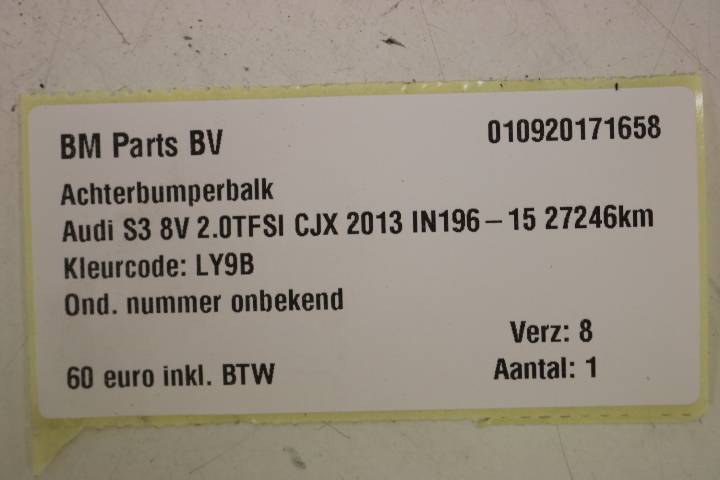 BM Parts BV 010920171658
Achterbumperbalk
Audi S3 8V 2.0TFSI CJX 2013 IN196-15 27246km
Kleurcode: LY9B
Ond. nummer onbekend
Verz: 8
60 euro inkl. BTW Aantal: 1